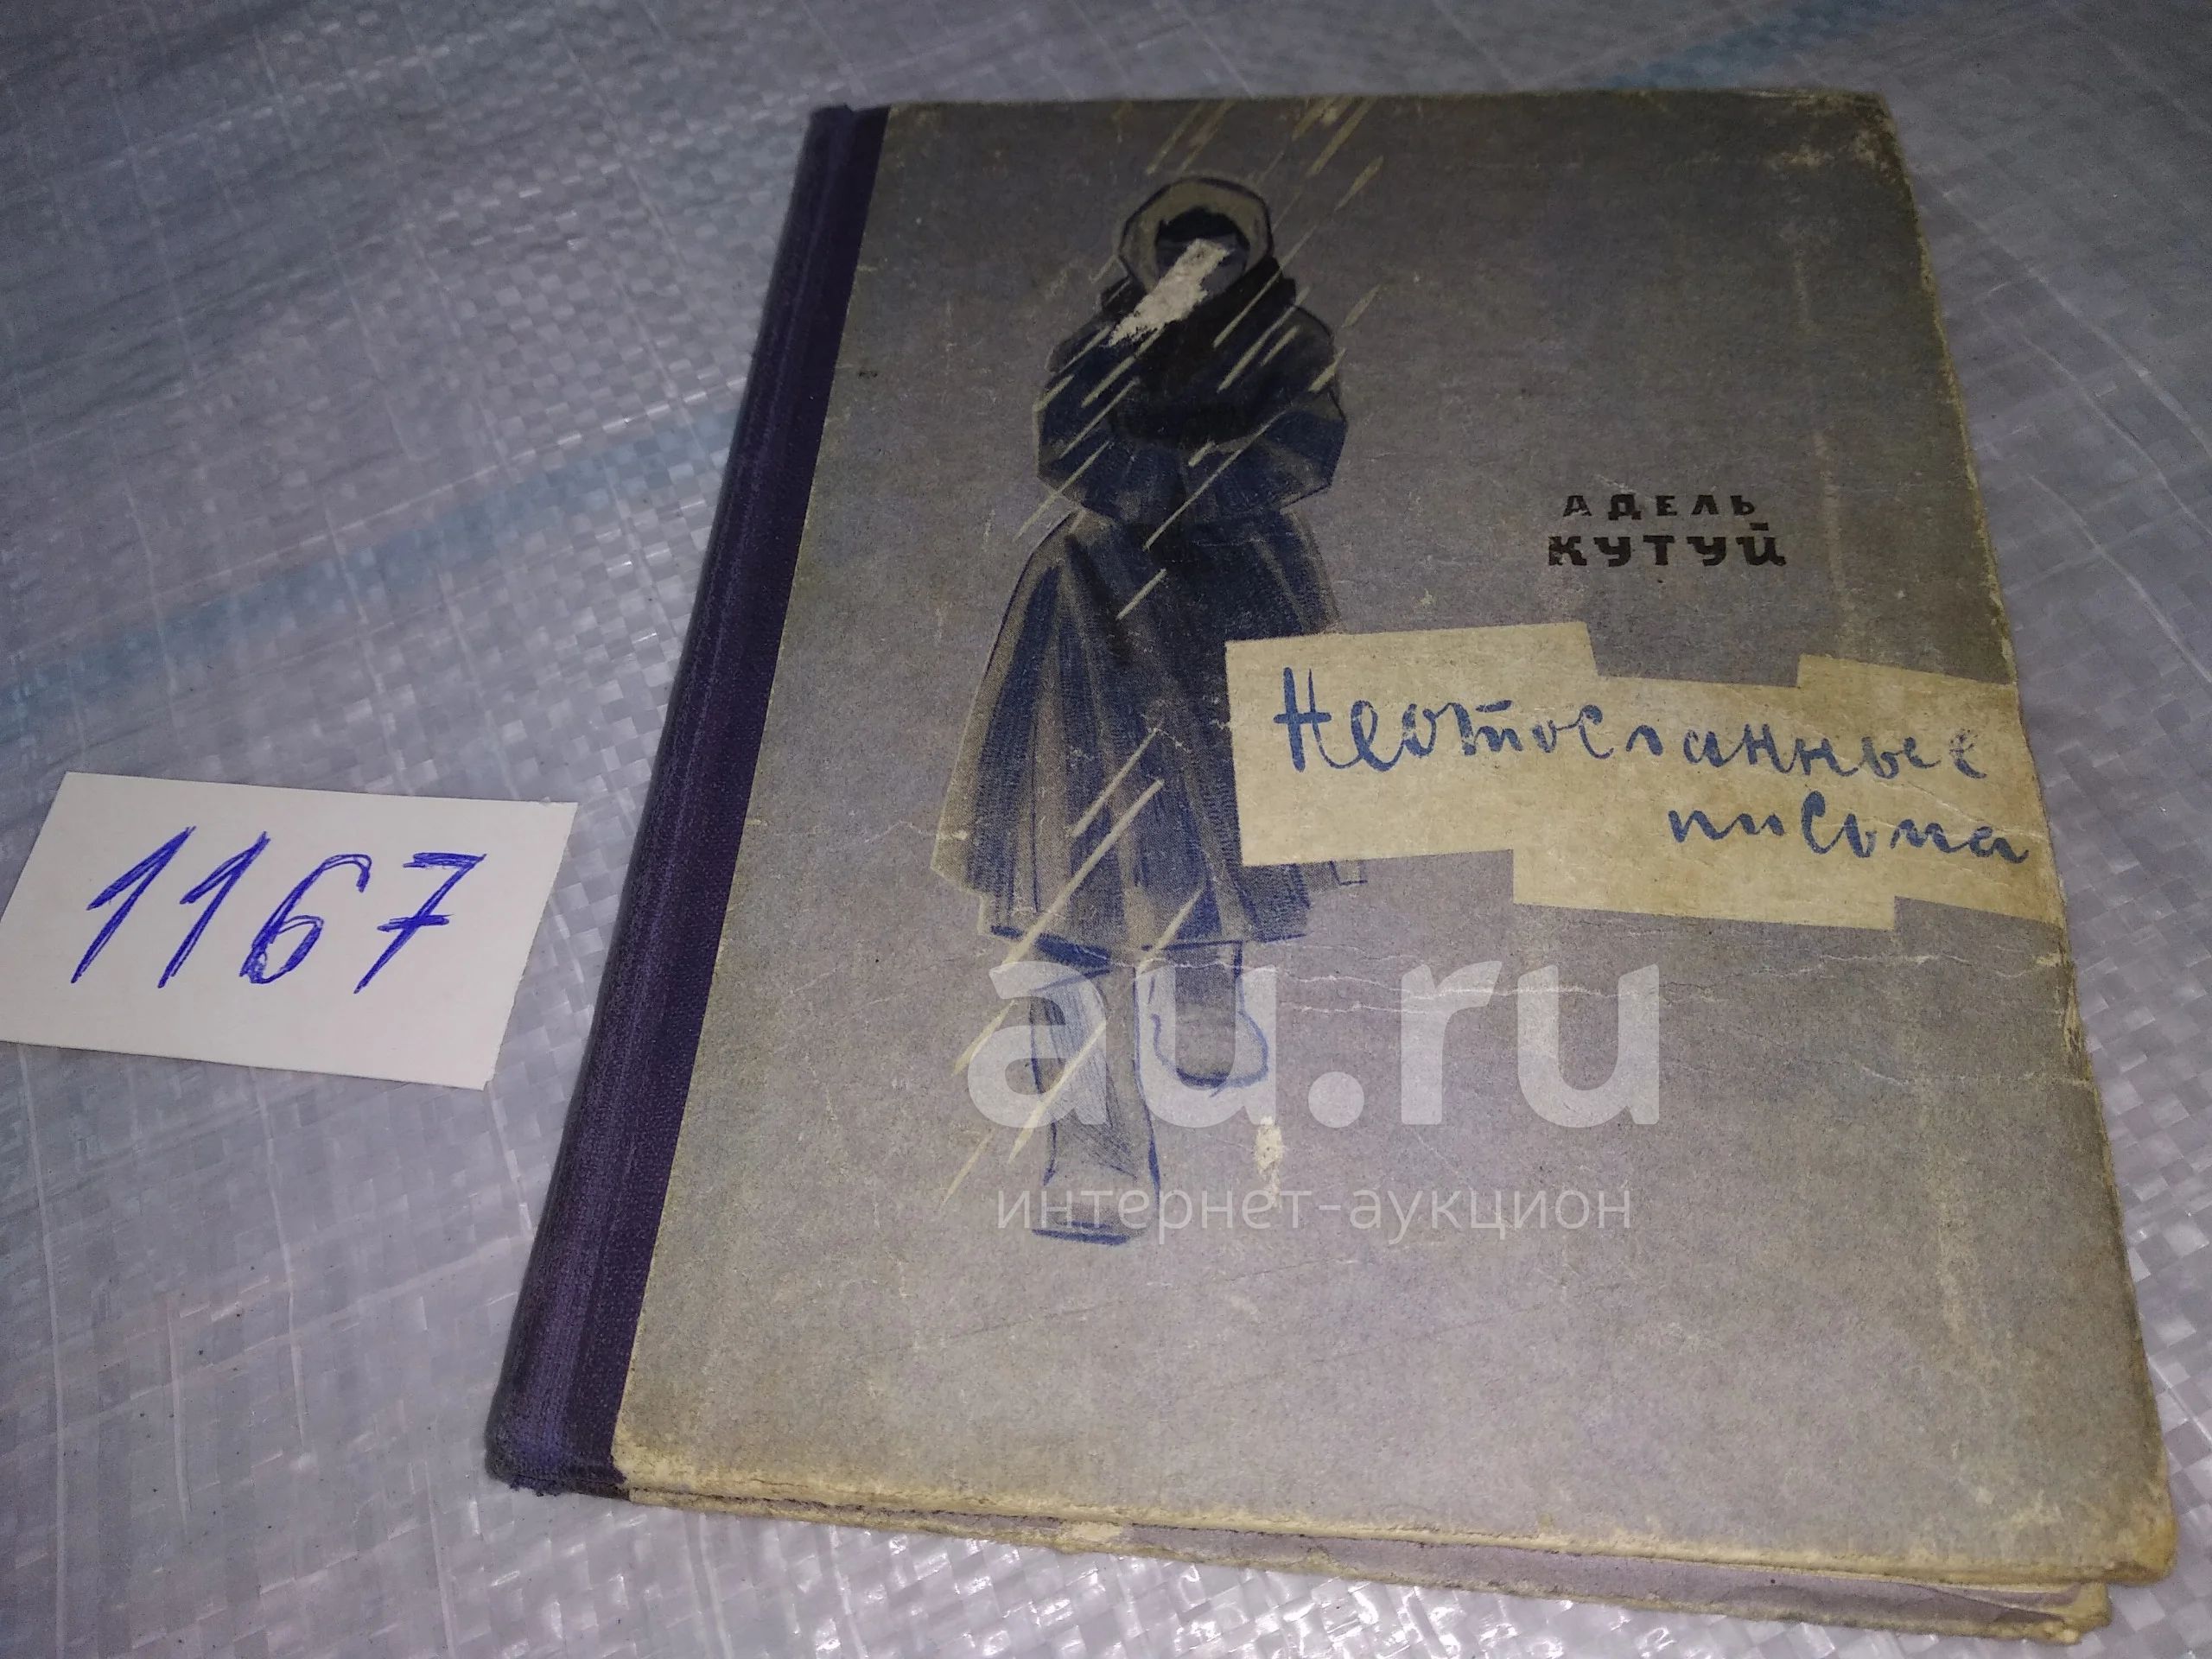 АДЕЛЬ
КУТУЙ
Неотосланные
письма
1167
au.ru
интернет-аукцион